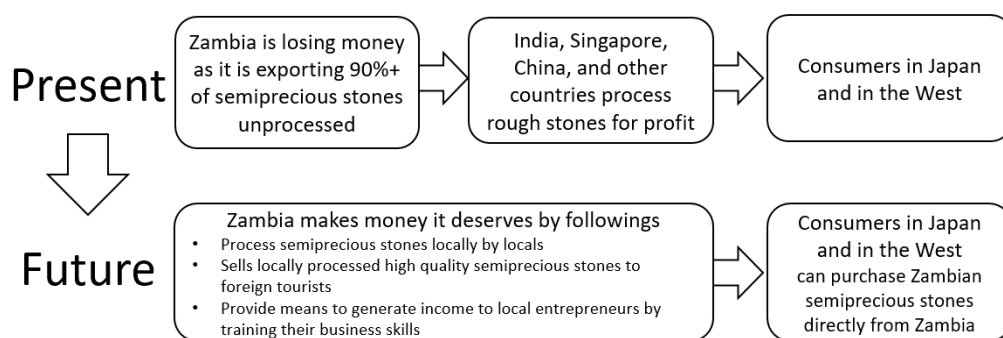 Present
Zambia is losing money
as it is exporting 90%+
of semiprecious stones
unprocessed
India, Singapore,
China, and other
countries process
rough stones for profit
Consumers in Japan
and in the West
Future
Zambia makes money it deserves by followings
• Process semiprecious stones locally by locals
• Sells locally processed high quality semiprecious stones to
foreign tourists
• Provide means to generate income to local entrepreneurs by
training their business skills
Consumers in Japan
and in the West
can purchase Zambian
semiprecious stones
directly from Zambia